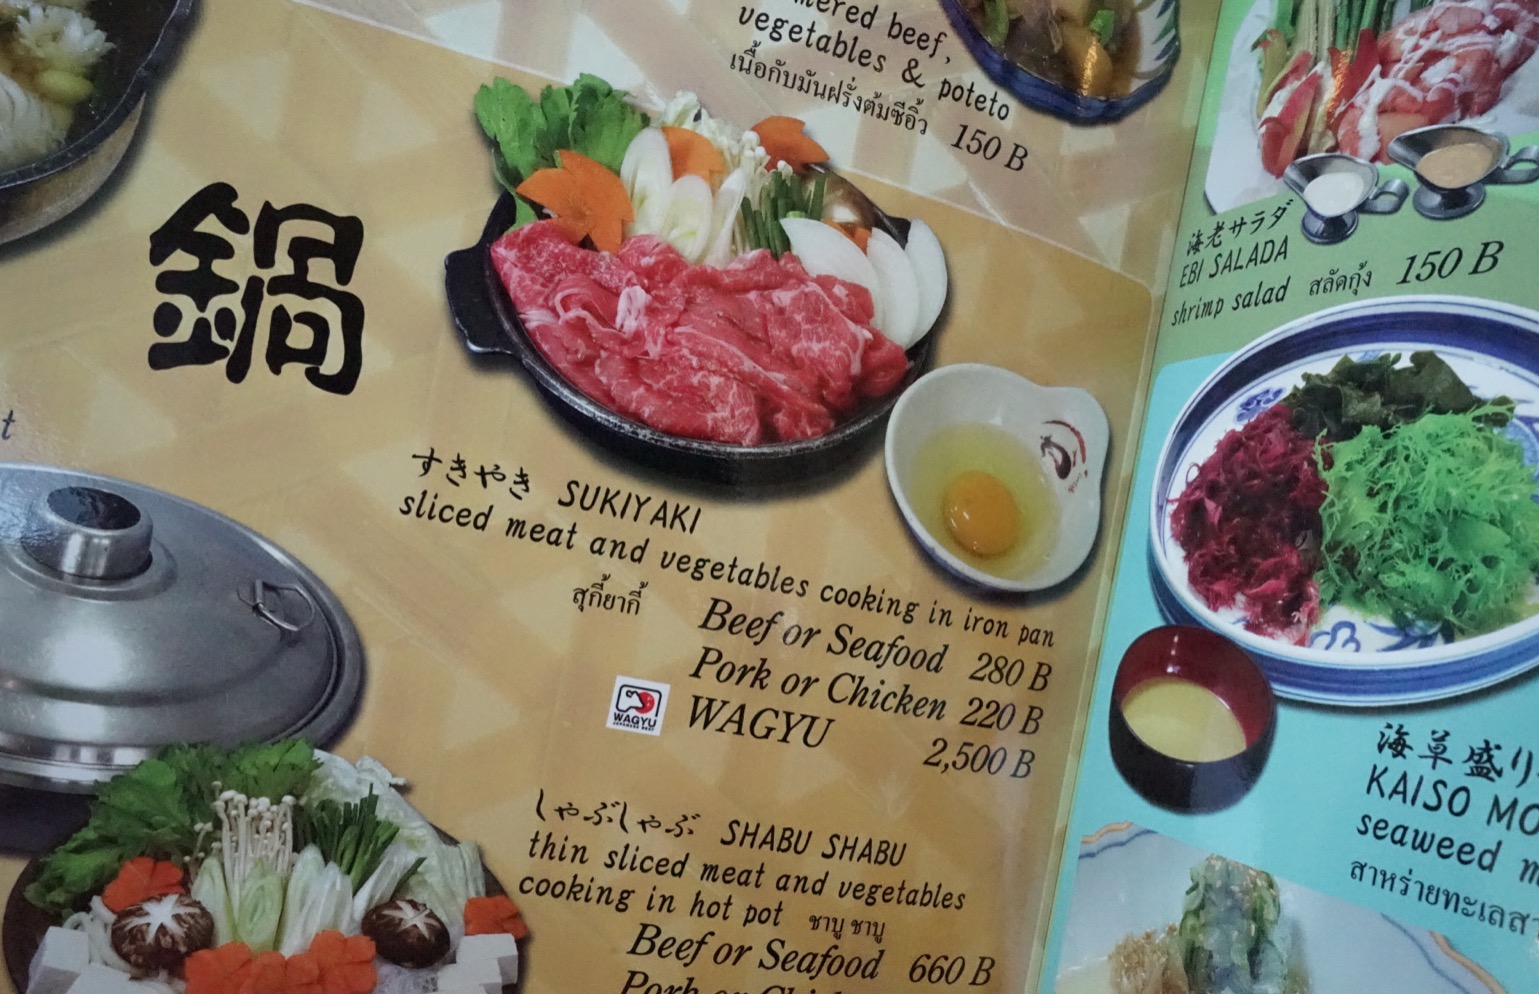 beef,
vegetables & poteto
เนื้อกับมันฝรั่งต้มซีอิ้ว 150 B
鍋
t
すきやき SUKIYAKI
sliced meat and vegetables cooking in iron pan
สุกี้ยากี้
Beef or Seafood 280 B
Pork or Chicken 220 B
WAGYU
WAGYU 2,500 B
しゃぶしゃぶ SHABU SHABU
thin sliced meat and vegetables
cooking in hot pot ชาบู ชาบู
Beef or Seafood 660 B
Pork or
海老サラダ
EBI SALADA
shrimp salad สลัดกุ้ง 150 B
海草盛り
KAISO MO
seaweed m
สาหร่ายทะเลส